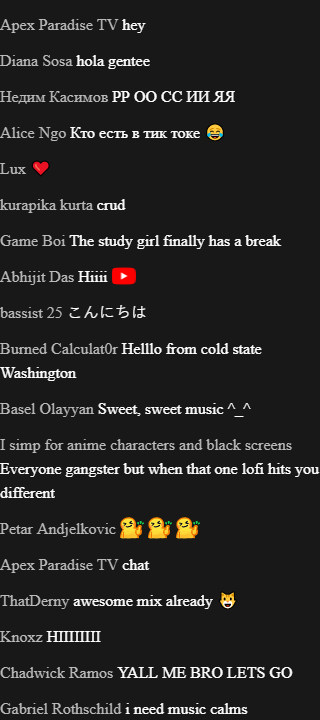 Apex Paradise TV hey
Diana Sosa hola gentee
Недим Касимов РР ОО СС ИИ ЯЯ
Alice Ngo Кто есть в тик токе 😂
Lux ❤
kurapika kurta crud
Game Boi The study girl finally has a break
Abhijit Das Hiiii
bassist 25 こんにちは
Burned Calculat0r Helllo from cold state
Washington
Basel Olayyan Sweet, sweet music ^_^
I simp for anime characters and black screens
Everyone gangster but when that one lofi hits you
different
Petar Andjelkovic
Apex Paradise TV chat
ThatDerny awesome mix already 😺
Knoxz HIIIIIIII
Chadwick Ramos YALL ME BRO LETS GO
Gabriel Rothschild i need music calms